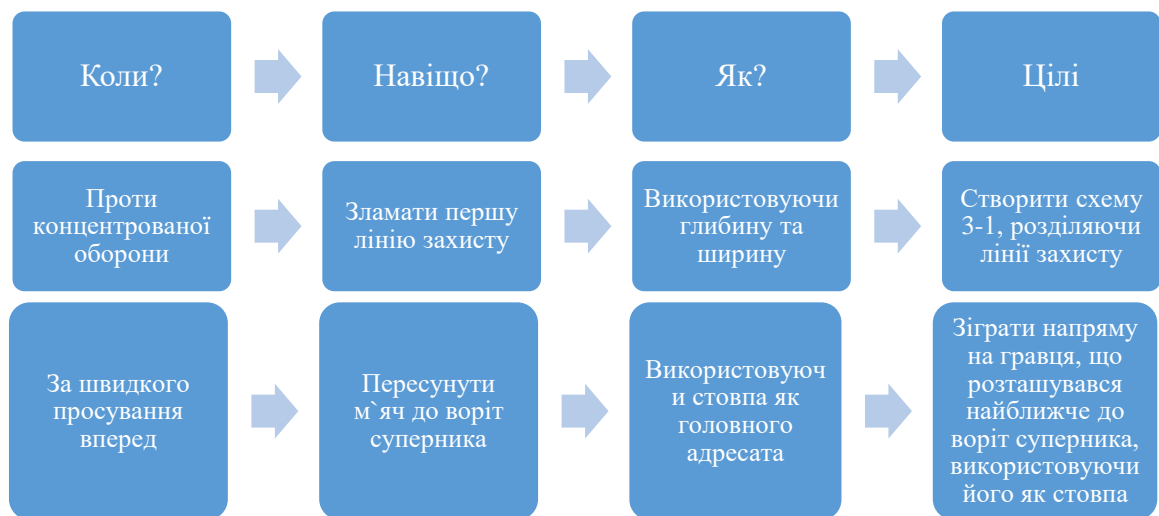 Коли?
Навіщо?
Як?
Цілі
Проти
концентрованої
оборони
Зламати першу
лінію захисту
Використовуючи
глибину та
ширину
Створити схему
3-1, розділяючи
лінії захисту
За швидкого
просування
вперед
Пересунути
м`яч до воріт
суперника
Використовуюч
и стовпа як
головного
адресата
Зіграти напряму
на гравця, що
розташувався
найближче до
воріт суперника,
використовуючи
його як стовпа